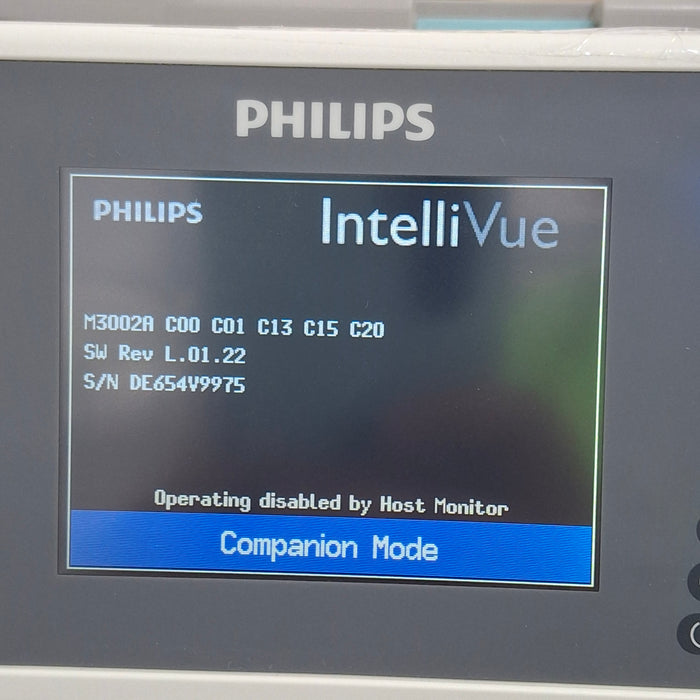 PHILIPS
PHILIPS
IntelliVue
M3002A C00 C01 C13 C15 C20
SW Rev L.01.22
S/N DE654V9975
Operating disabled by Host Monitor
Companion Mode